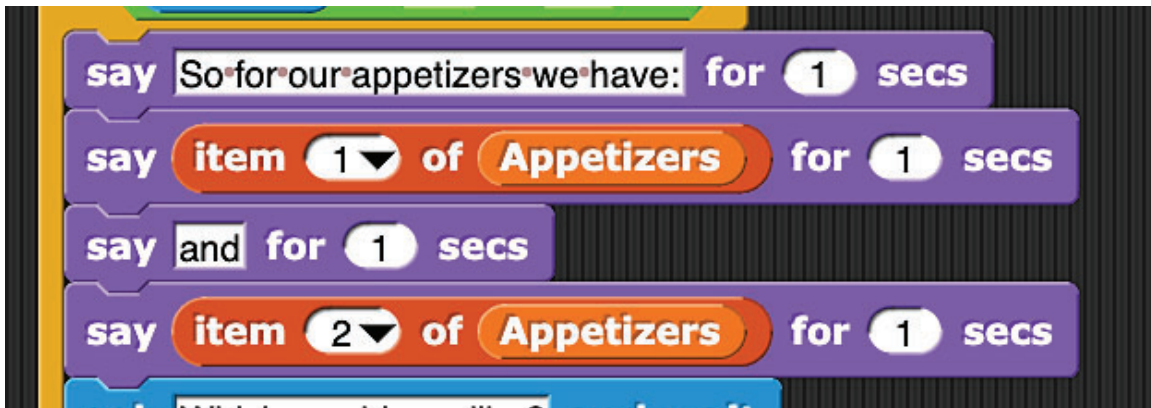 say So for our appetizers we have: for 1 secs
say item 1 of Appetizers for 1 secs
say and for 1 secs
say item 2 of Appetizers for 1 secs